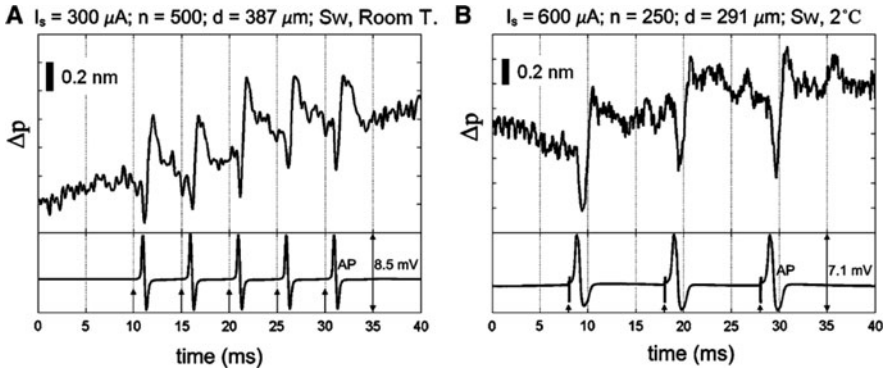 A I_s = 300 μA; n = 500; d = 387 μm; Sw, Room T.
0.2 nm
Δp
AP
8.5 mV
0 5 10 15 20 25 30 35 40
time (ms)
B I_s = 600 μA; n = 250; d = 291 μm; Sw, 2°C
0.2 nm
Δp
AP
7.1 mV
0 5 10 15 20 25 30 35 40
time (ms)